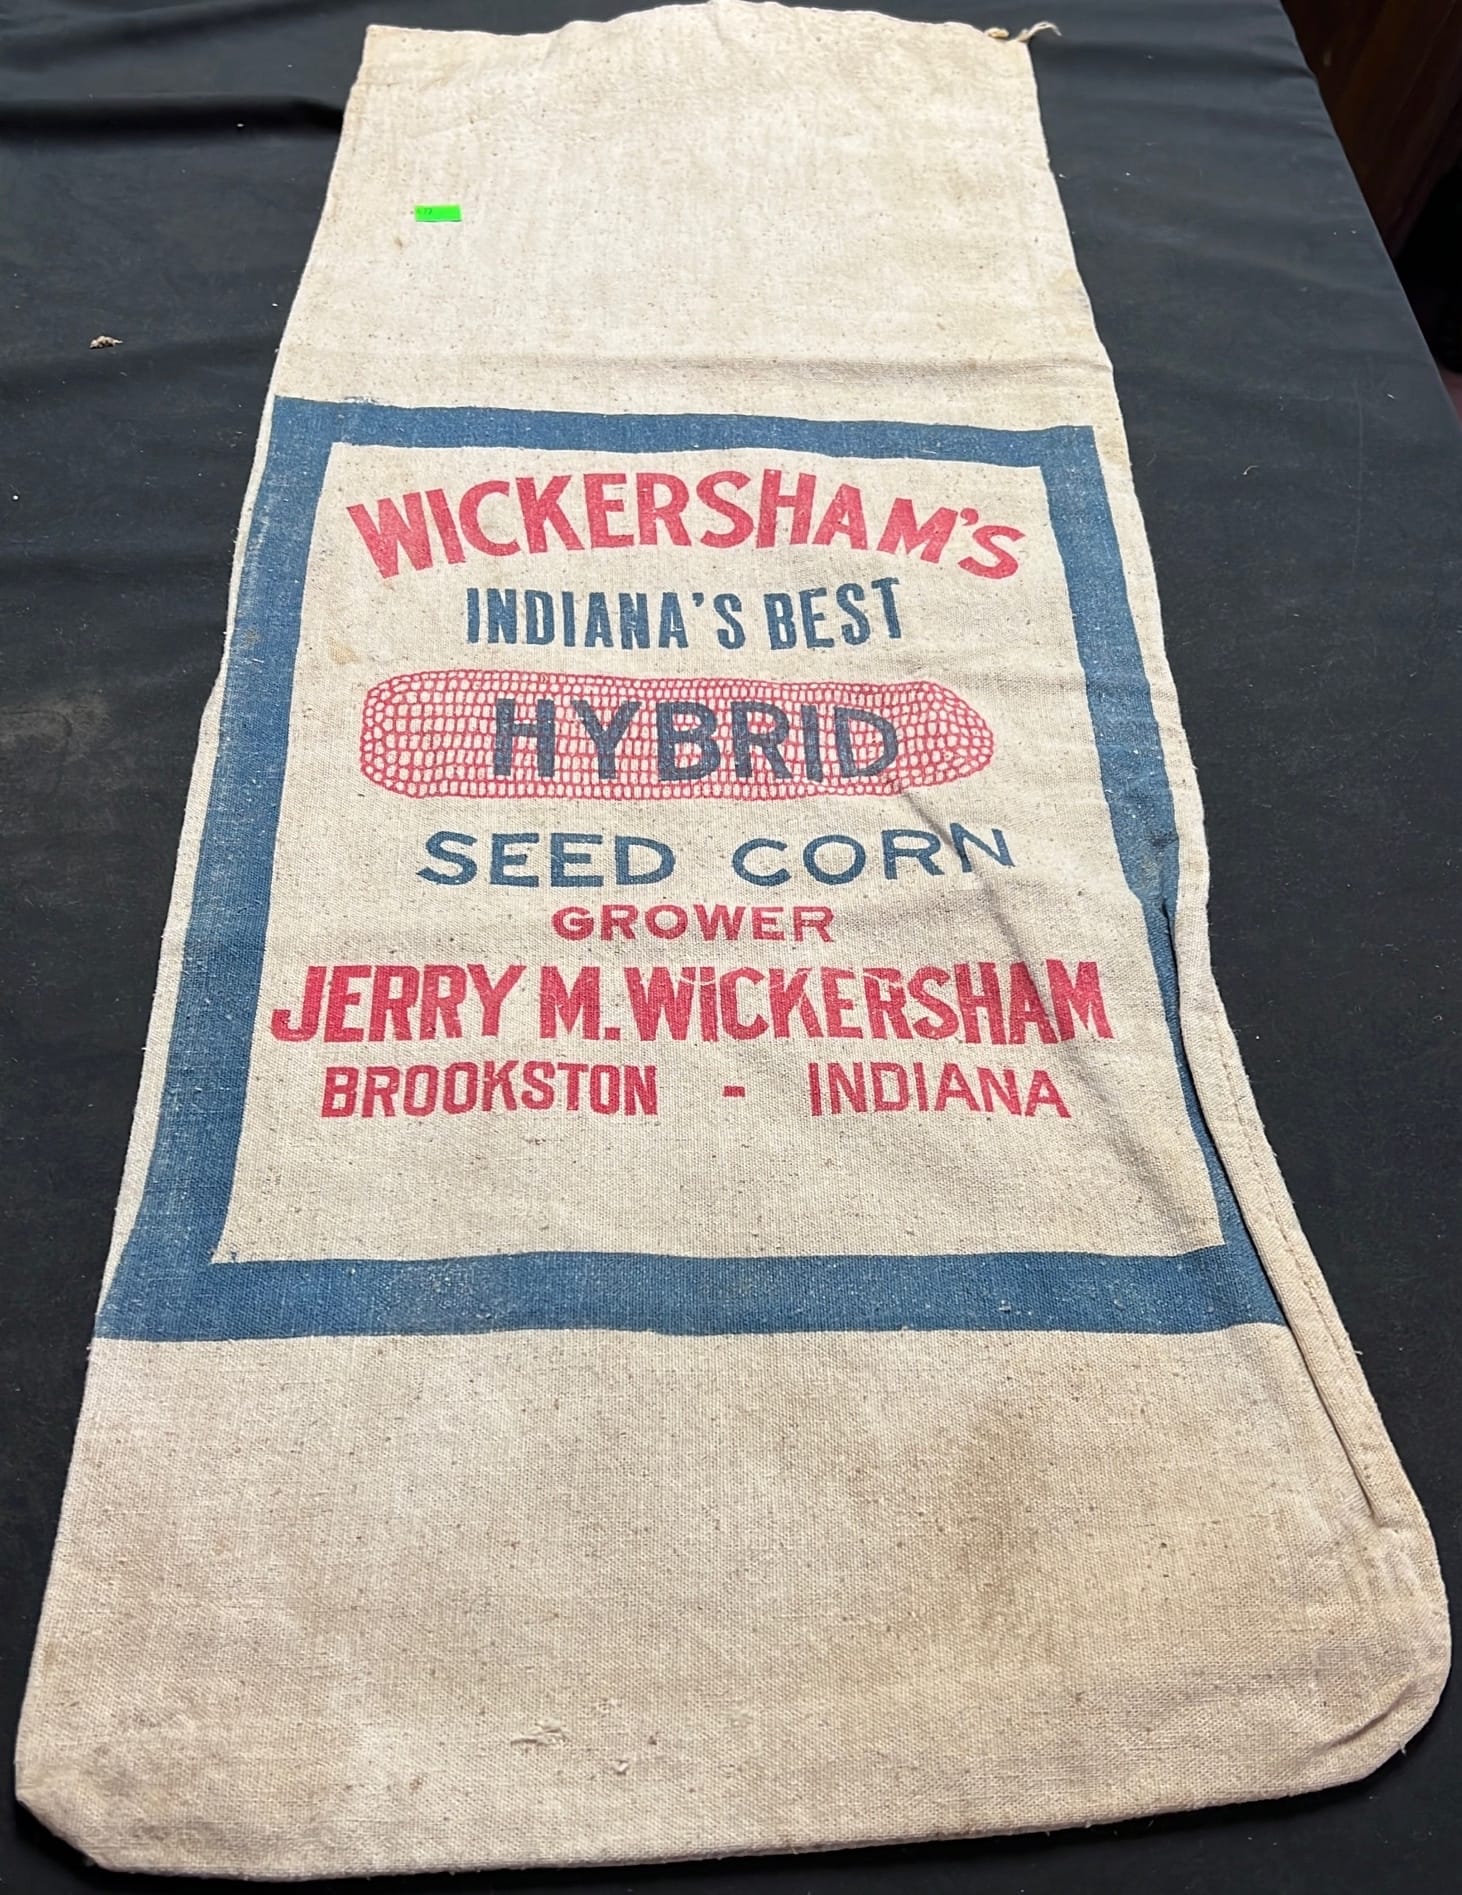 WICKERSHAM'S
INDIANA'S BEST
HYBRID
SEED CORN
GROWER
JERRY M. WICKERSHAM
BROOKSTON - INDIANA